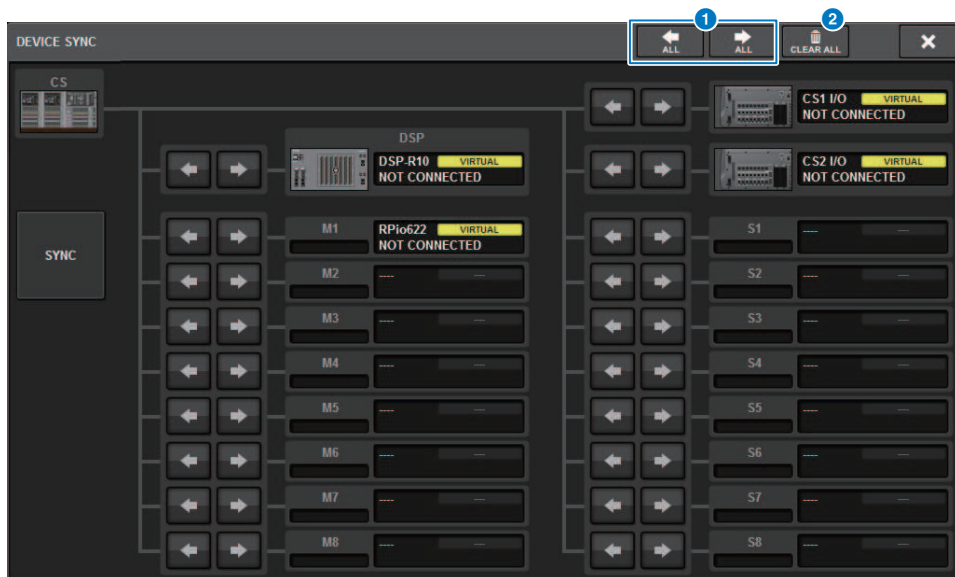 1
2
DEVICE SYNC
ALL
ALL
CLEAR ALL
CS
CS1 I/O VIRTUAL
NOT CONNECTED
DSP
DSP-R10 VIRTUAL
NOT CONNECTED
CS2 I/O VIRTUAL
NOT CONNECTED
SYNC
M1 RPio622 VIRTUAL
NOT CONNECTED
S1 ---- ---
M2 ---- ---
S2 ---- ---
M3 ---- ---
S3 ---- ---
M4 ---- ---
S4 ---- ---
M5 ---- ---
S5 ---- ---
M6 ---- ---
S6 ---- ---
M7 ---- ---
S7 ---- ---
M8 ---- ---
S8 ---- ---